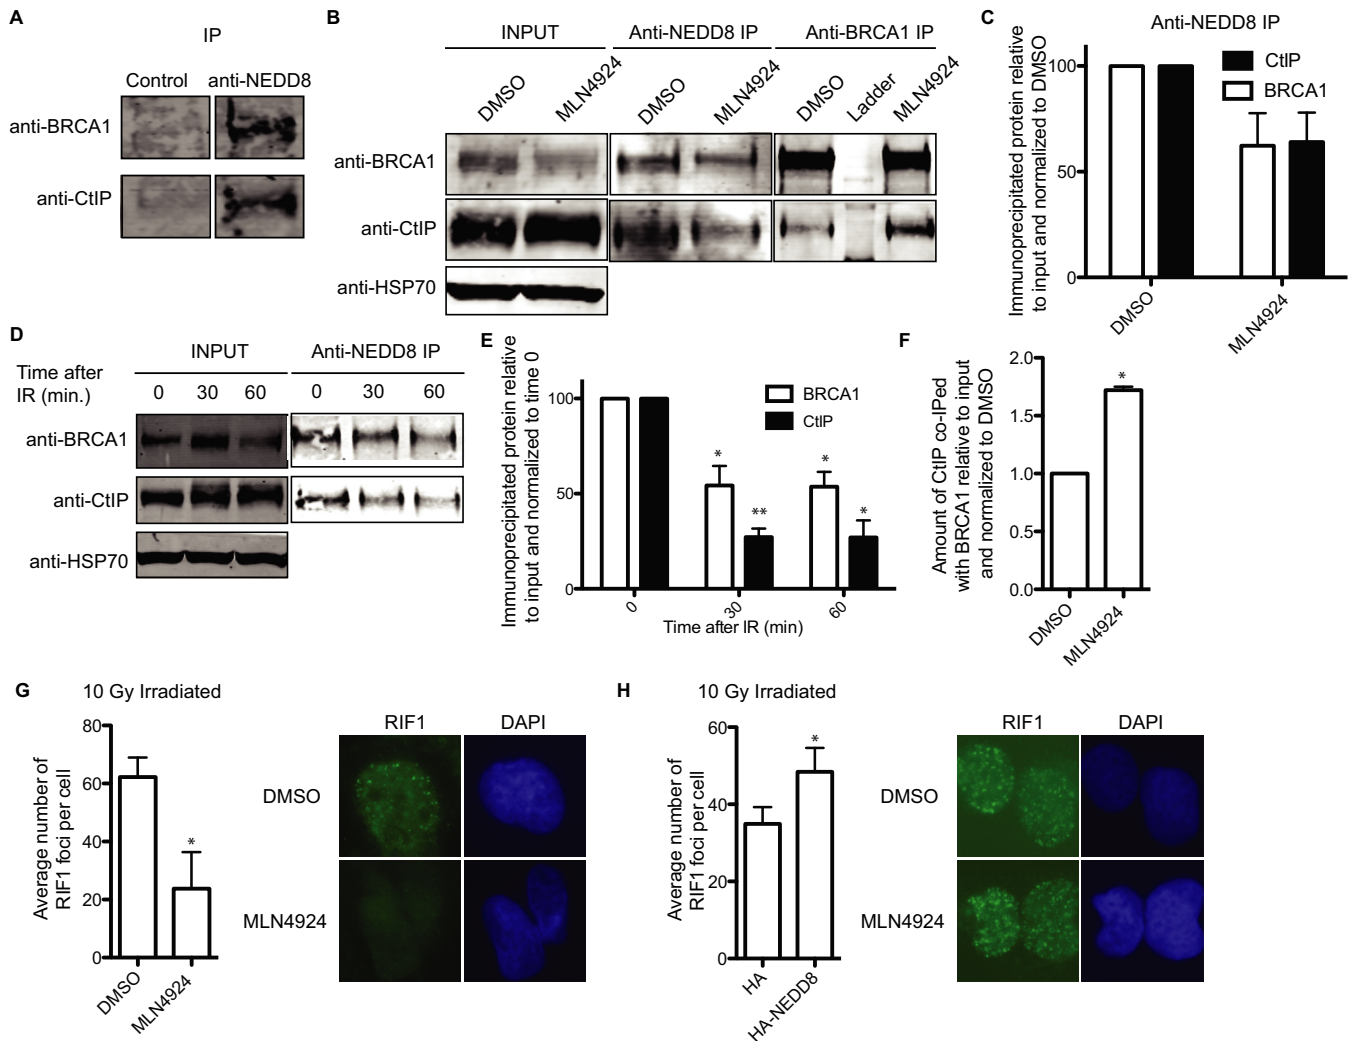 A
IP
Control
anti-NEDD8
anti-BRCA1
anti-CtIP
B
INPUT
Anti-NEDD8 IP
Anti-BRCA1 IP
DMSO
MLN4924
DMSO
MLN4924
DMSO
Ladder
MLN4924
anti-BRCA1
anti-CtIP
anti-HSP70
C
Anti-NEDD8 IP
Immunoprecipitated protein relative
to input and normalized to DMSO
100
50
0
CtIP
BRCA1
DMSO
MLN4924
D
INPUT
Anti-NEDD8 IP
Time after
IR (min.)
0
30
60
0
30
60
anti-BRCA1
anti-CtIP
anti-HSP70
E
Immunoprecipitated protein relative
to input and normalized to time 0
100
50
0
BRCA1
CtIP
*
**
*
*
0
30
60
Time after IR (min)
F
Amount of CtIP co-IPed
with BRCA1 relative to input
and normalized to DMSO
2.0
1.5
1.0
0.5
0.0
*
DMSO
MLN4924
G
10 Gy Irradiated
Average number of
RIF1 foci per cell
80
60
40
20
0
*
DMSO
MLN4924
RIF1
DAPI
DMSO
MLN4924
H
10 Gy Irradiated
Average number of
RIF1 foci per cell
60
40
20
0
*
HA
HA-NEDD8
RIF1
DAPI
DMSO
MLN4924